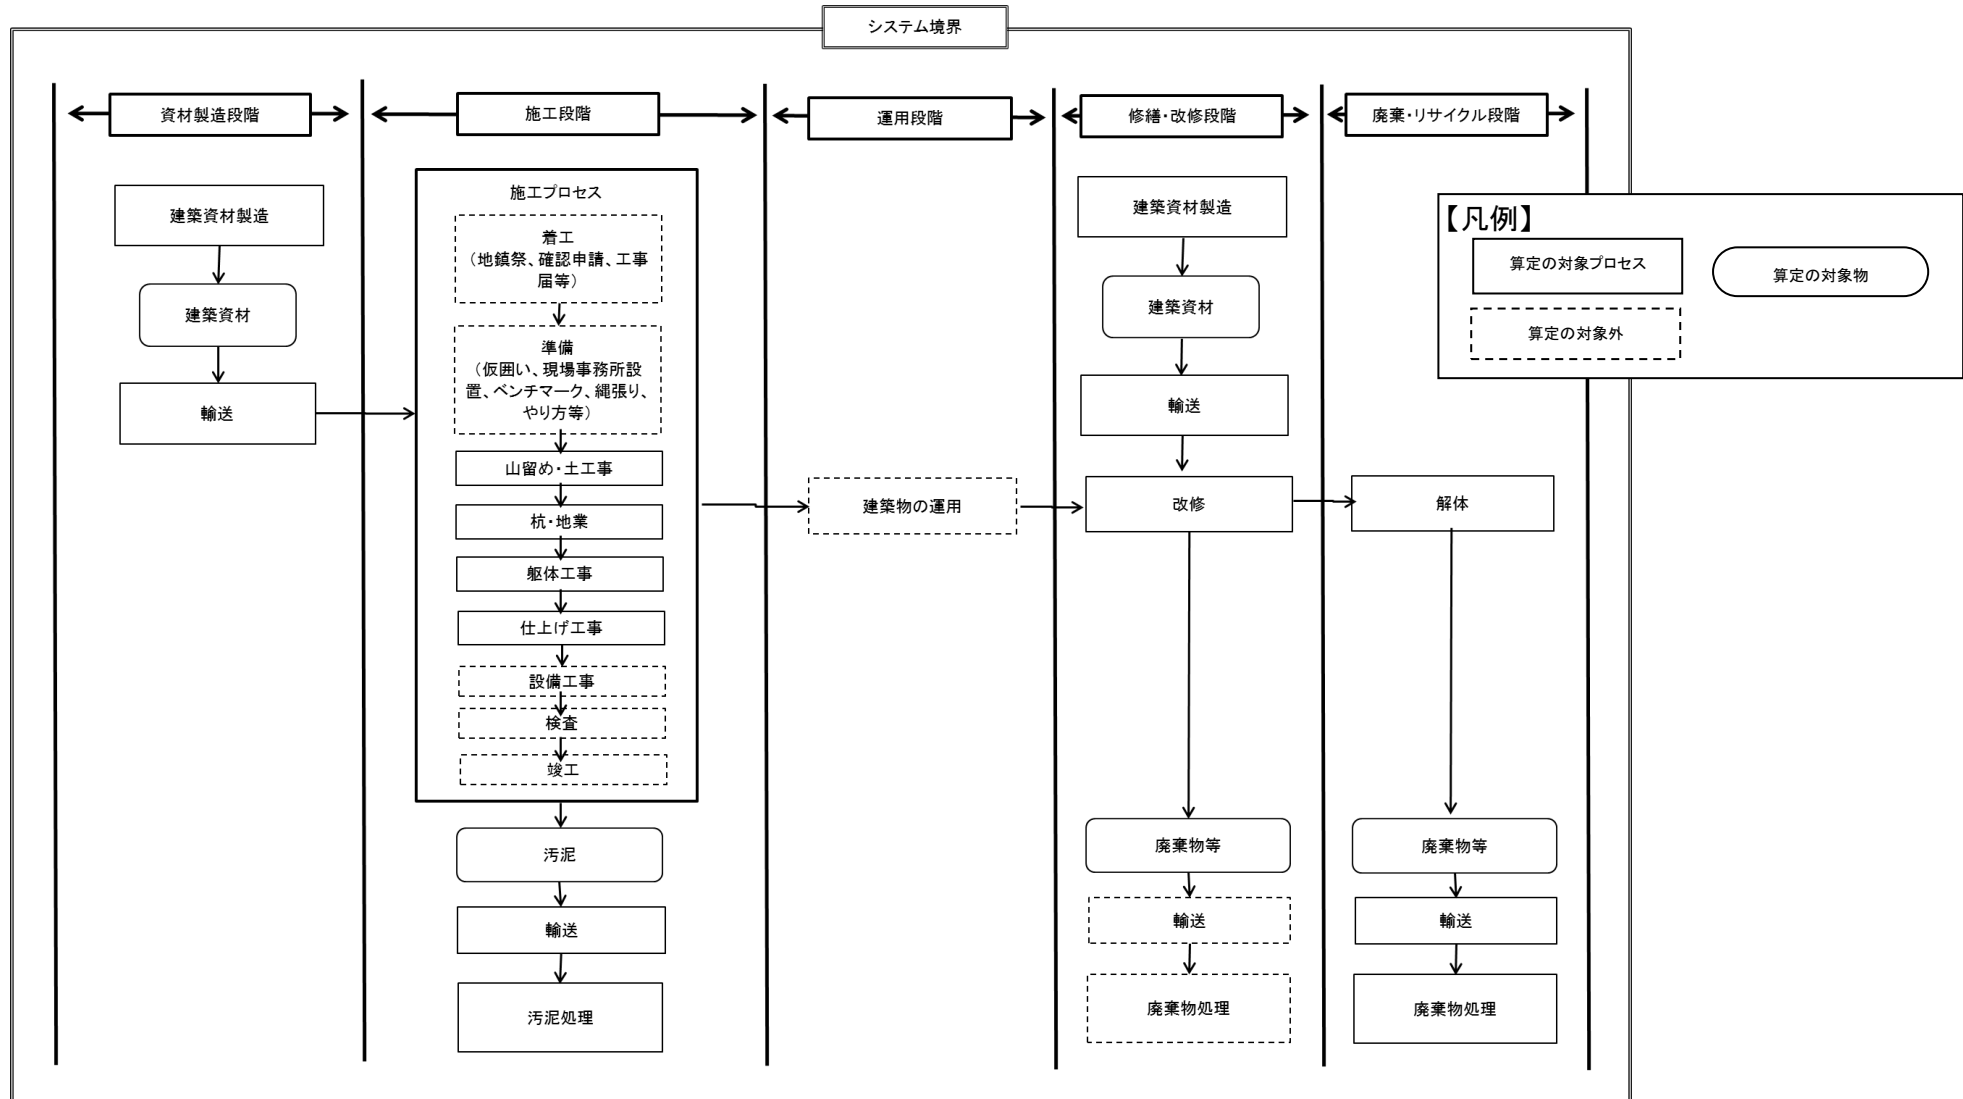 システム境界
資材製造段階
施工段階
運用段階
修繕・改修段階
廃棄・リサイクル段階
建築資材製造
建築資材
輸送
施工プロセス
着工
（地鎮祭、確認申請、工事
届等）
準備
（仮囲い、現場事務所設
置、ベンチマーク、縄張り、
やり方等）
山留め・土工事
杭・地業
躯体工事
仕上げ工事
設備工事
検査
竣工
汚泥
輸送
汚泥処理
建築物の運用
建築資材製造
建築資材
輸送
改修
廃棄物等
輸送
廃棄物処理
解体
廃棄物等
輸送
廃棄物処理
【凡例】
算定の対象プロセス
算定の対象物
算定の対象外